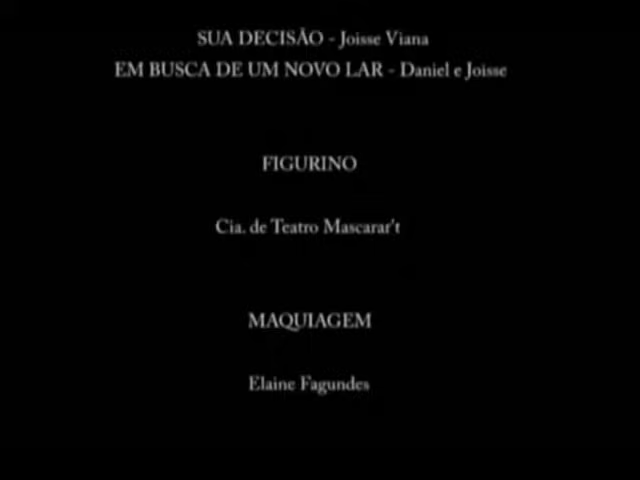 SUA DECISÃO - Joisse Viana
EM BUSCA DE UM NOVO LAR - Daniel e Joisse
FIGURINO
Cia. de Teatro Mascarar't
MAQUIAGEM
Elaine Fagundes